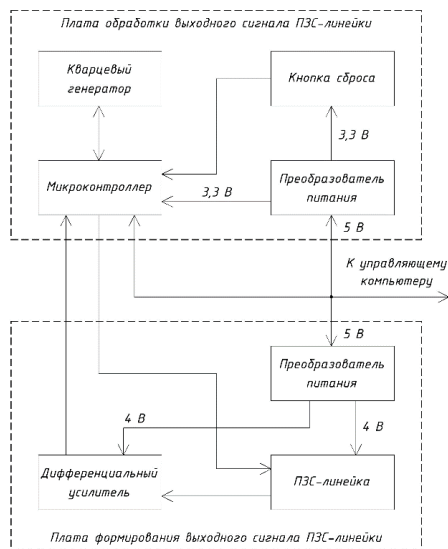 Плата обработки выходного сигнала ПЗС-линейки
Кварцевый
генератор
Кнопка сброса
3,3 В
Микроконтроллер
3,3 В
Преобразователь
питания
5 В
К управляющему
компьютеру
5 В
Преобразователь
питания
4 В
4 В
Дифференциальный
усилитель
ПЗС-линейка
Плата формирования выходного сигнала ПЗС-линейки